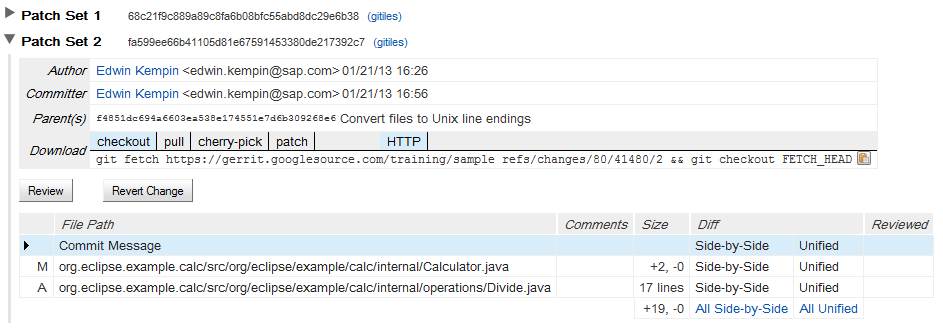 Patch Set 1 68c21f9c889a89c8fa6b08bfc55abd8dc29e6b38 (gitiles)
Patch Set 2 fa599ee66b41105d81e67591453380de217392c7 (gitiles)
Author Edwin Kempin <edwin.kempin@sap.com> 01/21/13 16:26
Committer Edwin Kempin <edwin.kempin@sap.com> 01/21/13 16:56
Parent(s) f4851dc694a6603ea538e174551e7d6b309268e6 Convert files to Unix line endings
Download checkout pull cherry-pick patch HTTP
git fetch https://gerrit.googlesource.com/training/sample refs/changes/80/41480/2 && git checkout FETCH_HEAD
Review Revert Change
File Path Comments Size Diff Reviewed
Commit Message Side-by-Side Unified
M org.eclipse.example.calc/src/org/eclipse/example/calc/internal/Calculator.java +2, -0 Side-by-Side Unified
A org.eclipse.example.calc/src/org/eclipse/example/calc/internal/operations/Divide.java 17 lines Side-by-Side Unified
+19, -0 All Side-by-Side All Unified